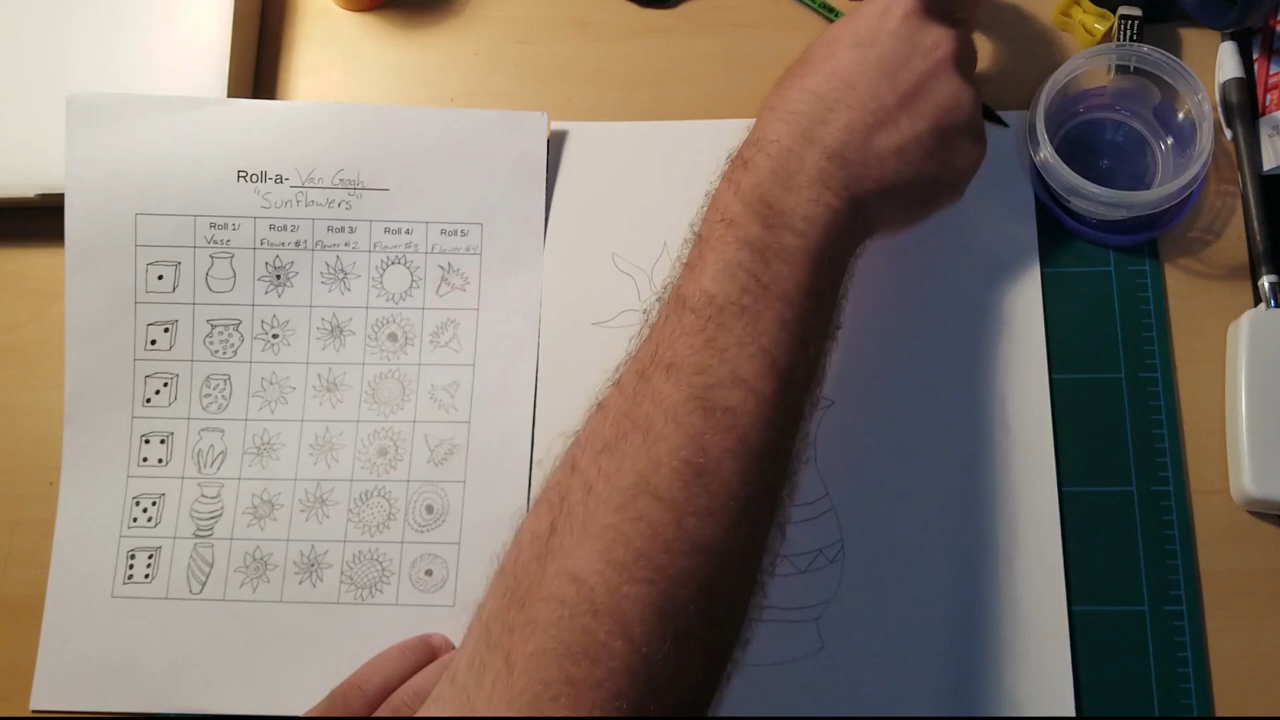 Roll-a- Van Gogh
"Sunflowers"
Roll 1/ Roll 2/ Roll 3/ Roll 4/ Roll 5/
Vase Flower #1 Flower #2 Flower #3 Flower #4